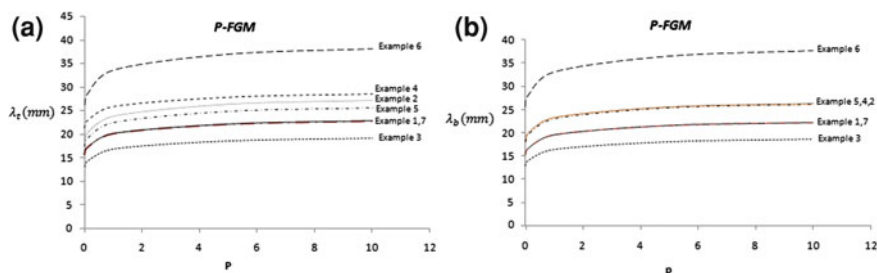 (a)
P-FGM
45
40
35
30
25
20
15
10
5
0
λt(mm)
Example 6
Example 4
Example 2
Example 5
Example 1,7
Example 3
0 2 4 6 8 10 12
P
(b)
P-FGM
45
40
35
30
25
20
15
10
5
0
λb(mm)
Example 6
Example 5,4,2
Example 1,7
Example 3
0 2 4 6 8 10 12